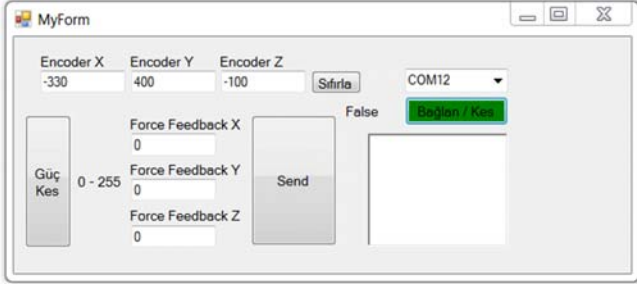 MyForm
Encoder X Encoder Y Encoder Z
-330 400 -100 Sıfırla COM12
False Bağlan / Kes
Force Feedback X
0
Güç Kes 0 - 255 Force Feedback Y Send
0
Force Feedback Z
0